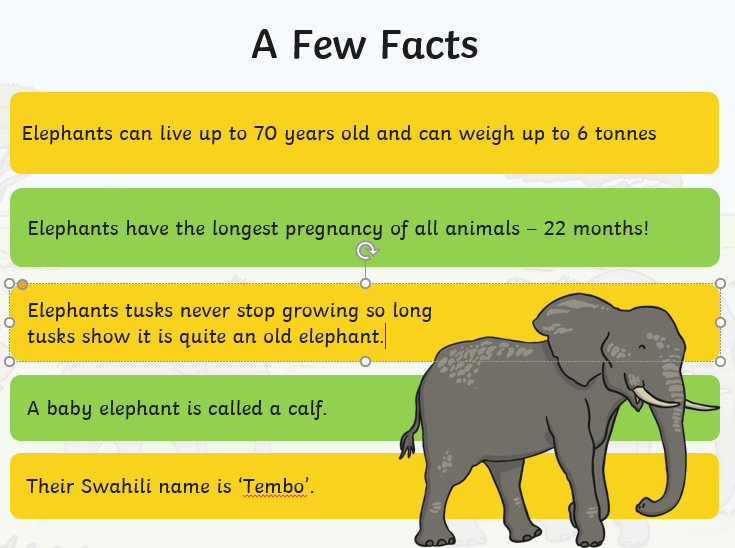 A Few Facts
Elephants can live up to 70 years old and can weigh up to 6 tonnes
Elephants have the longest pregnancy of all animals – 22 months!
Elephants tusks never stop growing so long
tusks show it is quite an old elephant.
A baby elephant is called a calf.
Their Swahili name is ‘Tembo’.